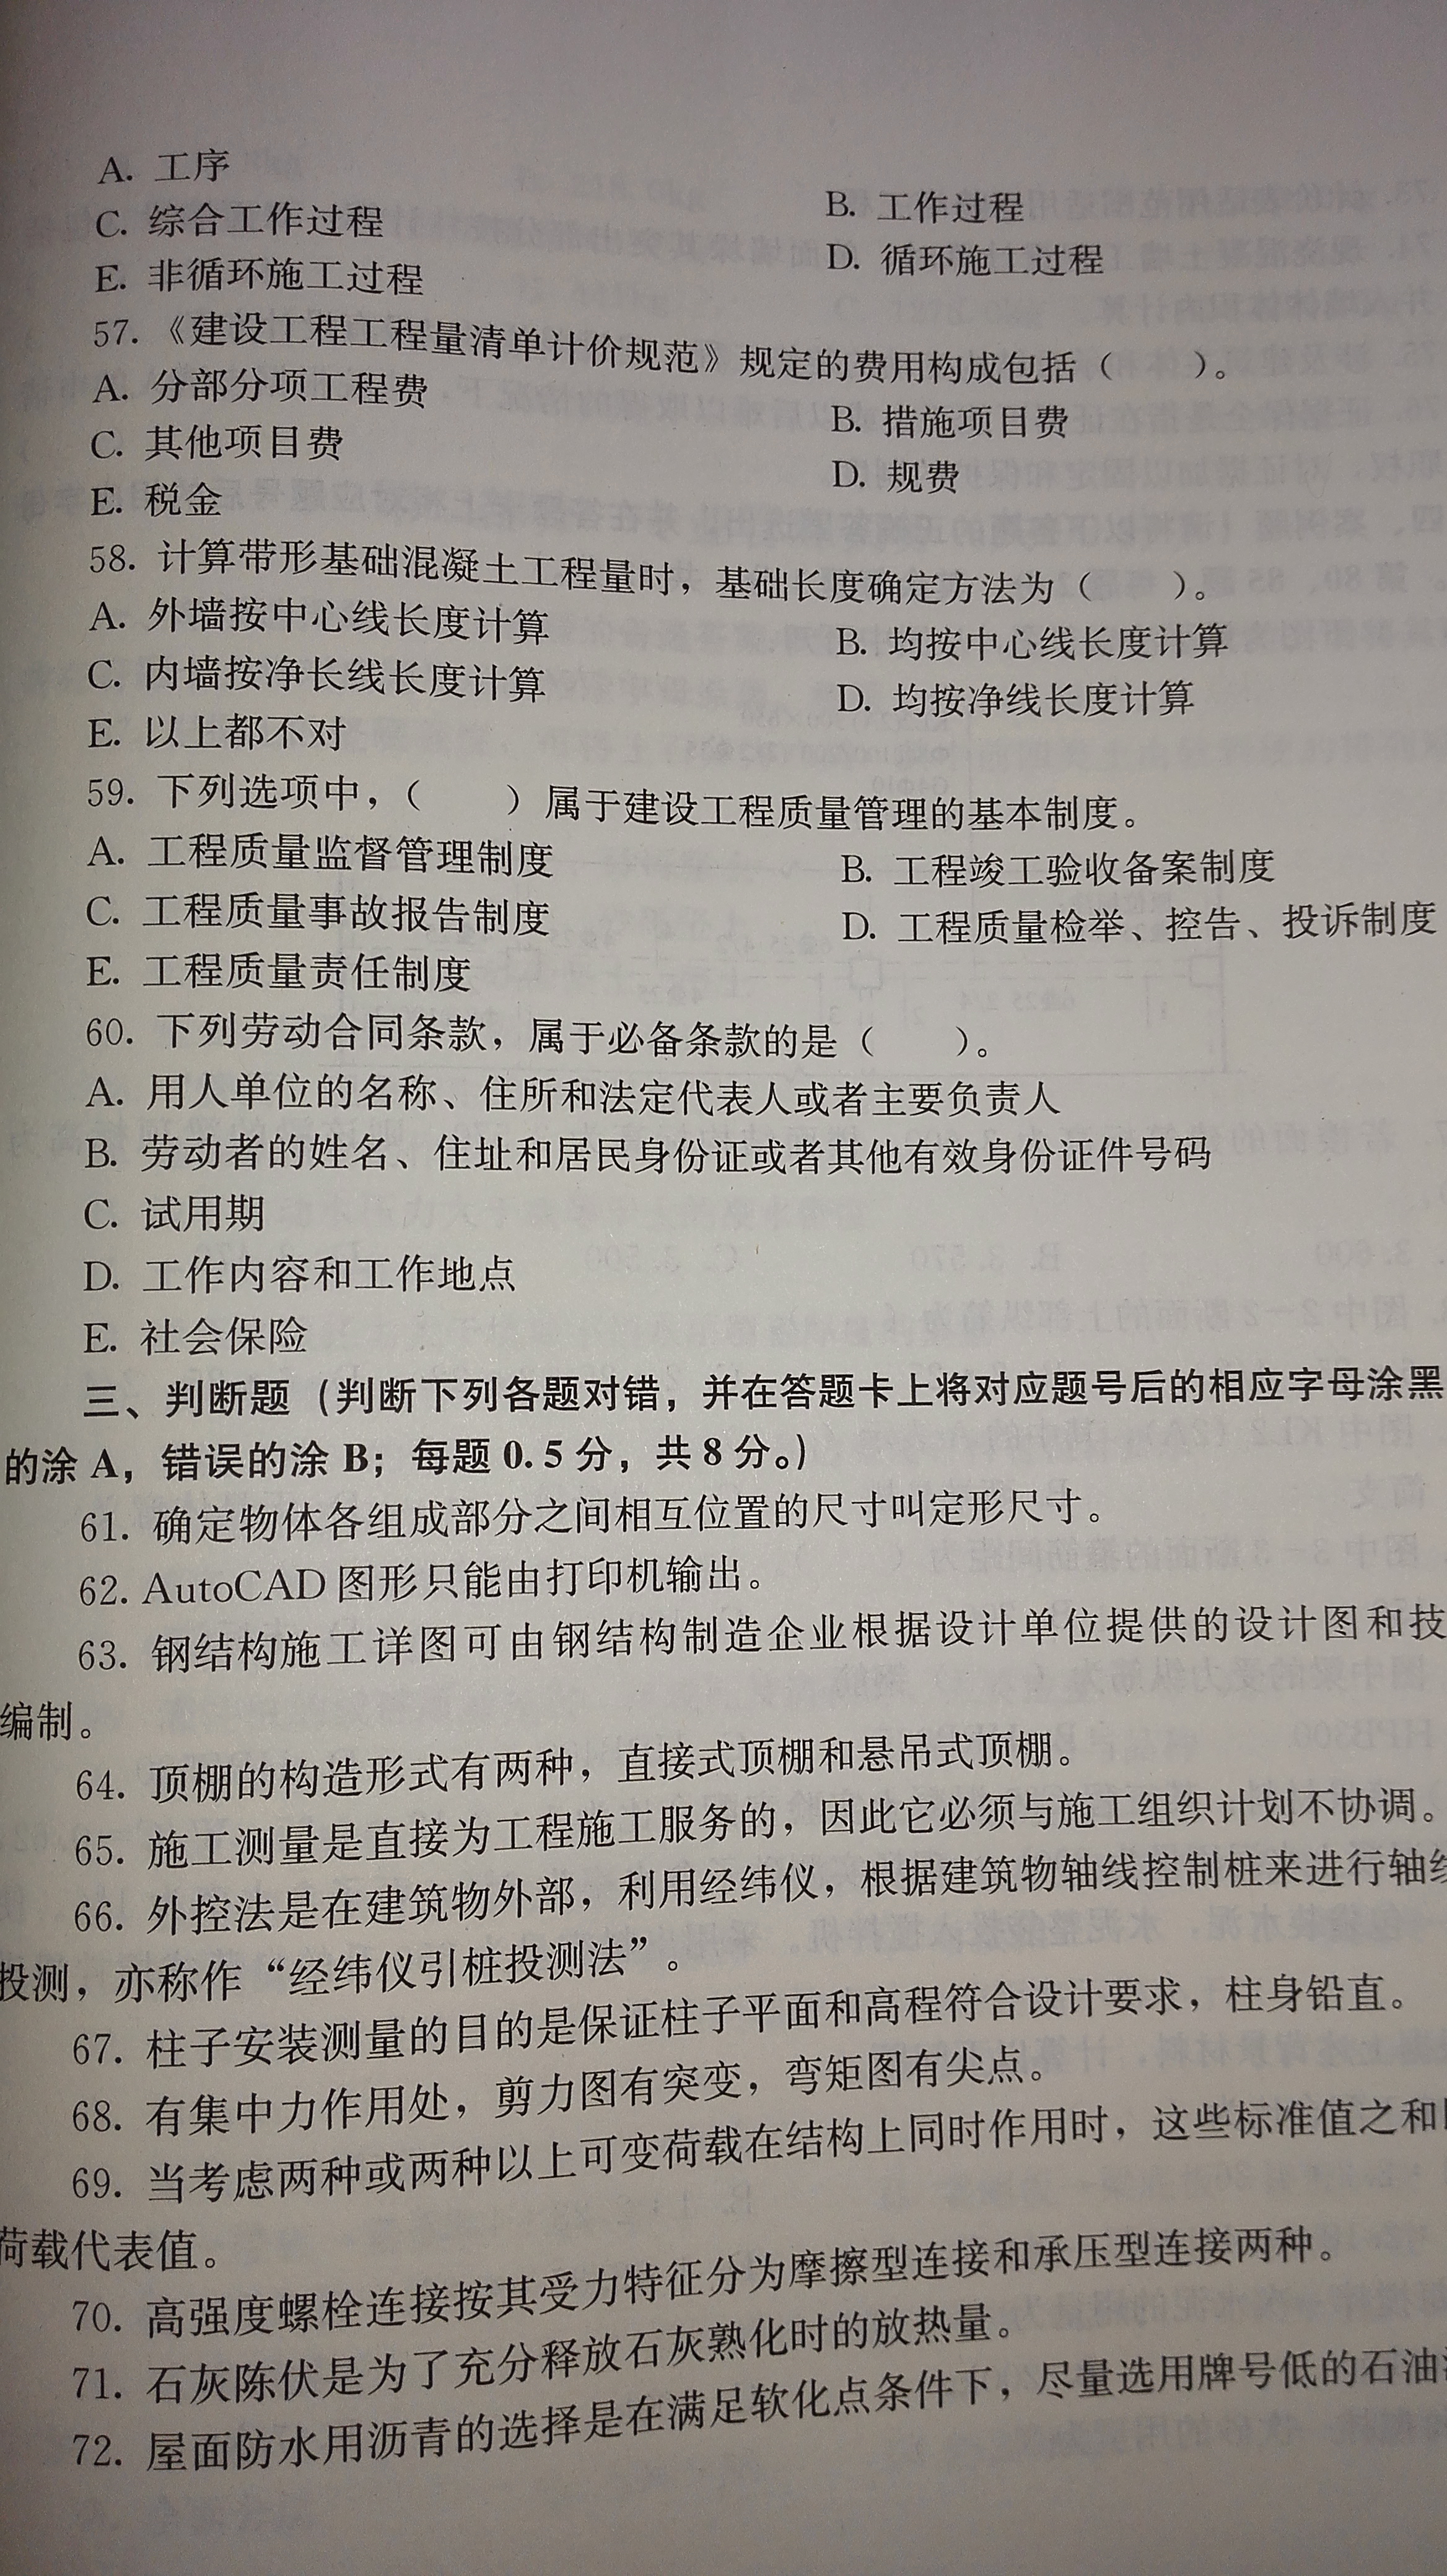 A. 工序
B. 工作过程
C. 综合工作过程
D. 循环施工过程
E. 非循环施工过程
57.《建设工程工程量清单计价规范》规定的费用构成包括（ ）。
A. 分部分项工程费
B. 措施项目费
C. 其他项目费
D. 规费
E. 税金
58. 计算带形基础混凝土工程量时，基础长度确定方法为（ ）。
A. 外墙按中心线长度计算
B. 均按中心线长度计算
C. 内墙按净长线长度计算
D. 均按净线长度计算
E. 以上都不对
59. 下列选项中，（ ）属于建设工程质量管理的基本制度。
A. 工程质量监督管理制度
B. 工程竣工验收备案制度
C. 工程质量事故报告制度
D. 工程质量检举、控告、投诉制度
E. 工程质量责任制度
60. 下列劳动合同条款，属于必备条款的是（ ）。
A. 用人单位的名称、住所和法定代表人或者主要负责人
B. 劳动者的姓名、住址和居民身份证或者其他有效身份证件号码
C. 试用期
D. 工作内容和工作地点
E. 社会保险
三、判断题（判断下列各题对错，并在答题卡上将对应题号后的相应字母涂黑
的涂 A，错误的涂 B；每题 0.5 分，共 8 分。）
61. 确定物体各组成部分之间相互位置的尺寸叫定形尺寸。
62. AutoCAD 图形只能由打印机输出。
63. 钢结构施工详图可由钢结构制造企业根据设计单位提供的设计图和技
编制。
64. 顶棚的构造形式有两种，直接式顶棚和悬吊式顶棚。
65. 施工测量是直接为工程施工服务的，因此它必须与施工组织计划不协调。
66. 外控法是在建筑物外部，利用经纬仪，根据建筑物轴线控制桩来进行轴线
投测，亦称作“经纬仪引桩投测法”。
67. 柱子安装测量的目的是保证柱子平面和高程符合设计要求，柱身铅直。
68. 有集中力作用处，剪力图有突变，弯矩图有尖点。
69. 当考虑两种或两种以上可变荷载在结构上同时作用时，这些标准值之和
荷载代表值。
70. 高强度螺栓连接按其受力特征分为摩擦型连接和承压型连接两种。
71. 石灰陈伏是为了充分释放石灰熟化时的放热量。
72. 屋面防水用沥青的选择是在满足软化点条件下，尽量选用牌号低的石油